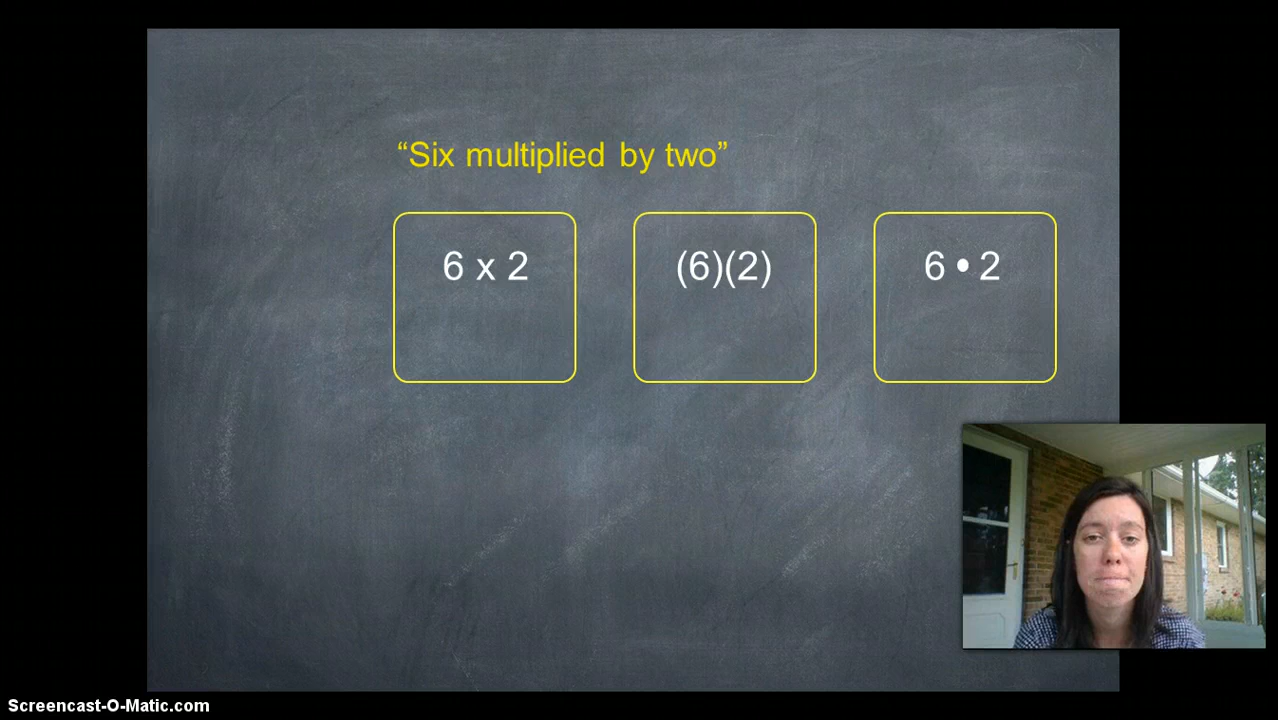 “Six multiplied by two”
6 x 2
(6)(2)
6 • 2
Screencast-O-Matic.com